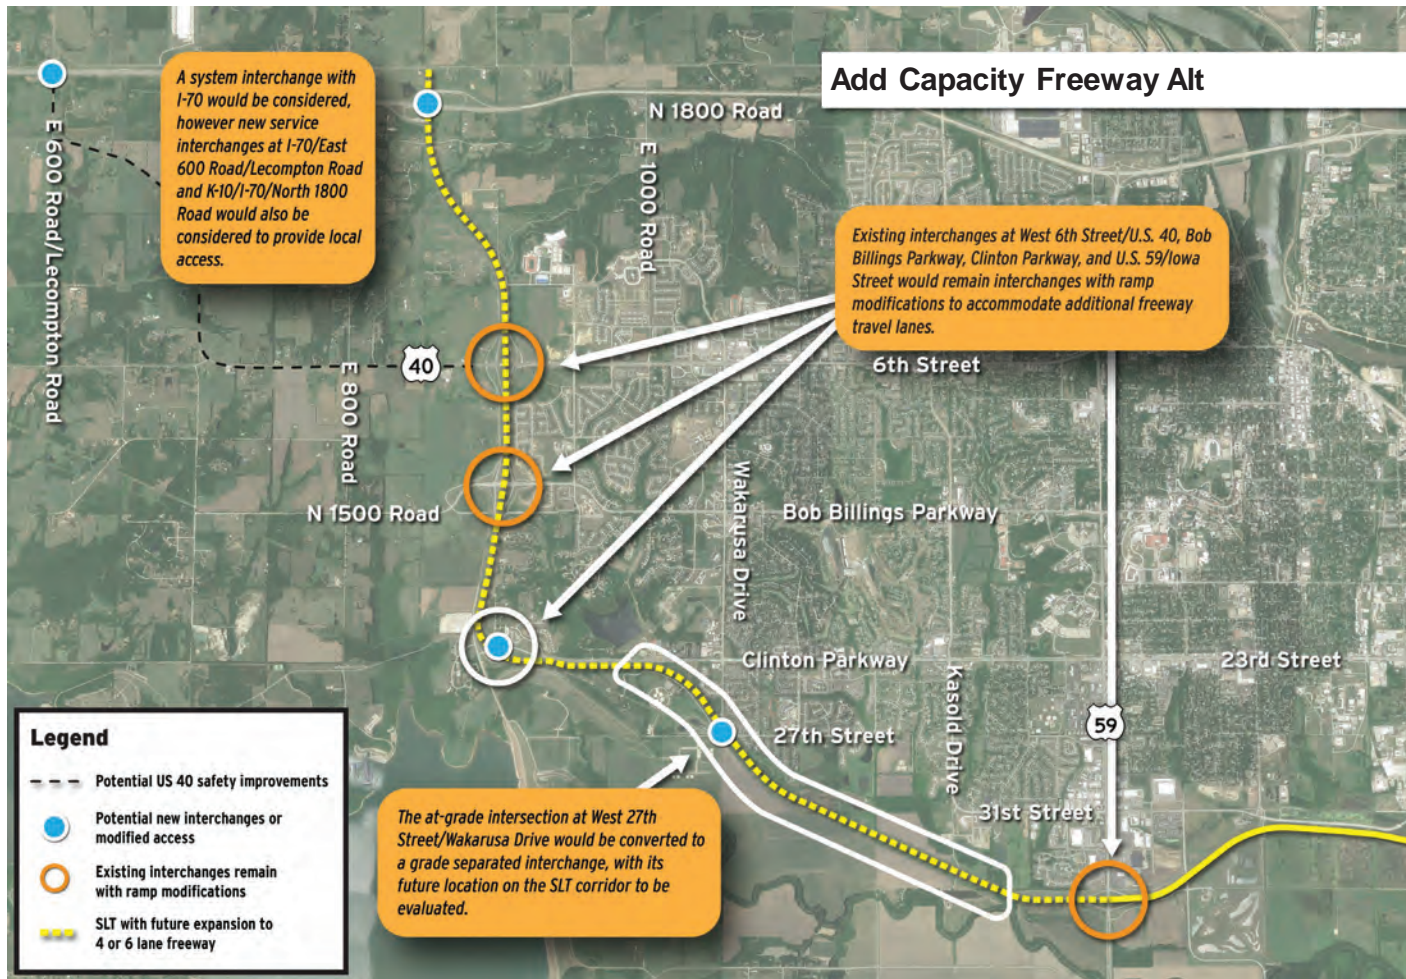 Add Capacity Freeway Alt
A system interchange with
I-70 would be considered,
however new service
interchanges at I-70/East
600 Road/Lecompton Road
and K-10/I-70/North 1800
Road would also be
considered to provide local
access.
N 1800 Road
E 600 Road/Lecompton Road
E 1000 Road
Existing interchanges at West 6th Street/U.S. 40, Bob
Billings Parkway, Clinton Parkway, and U.S. 59/Iowa
Street would remain interchanges with ramp
modifications to accommodate additional freeway
travel lanes.
40
6th Street
E 800 Road
N 1500 Road
Wakarusa Drive
Bob Billings Parkway
Clinton Parkway
23rd Street
Kasold Drive
27th Street
59
31st Street
The at-grade intersection at West 27th
Street/Wakarusa Drive would be converted to
a grade separated interchange, with its
future location on the SLT corridor to be
evaluated.
Legend
Potential US 40 safety improvements
Potential new interchanges or
modified access
Existing interchanges remain
with ramp modifications
SLT with future expansion to
4 or 6 lane freeway